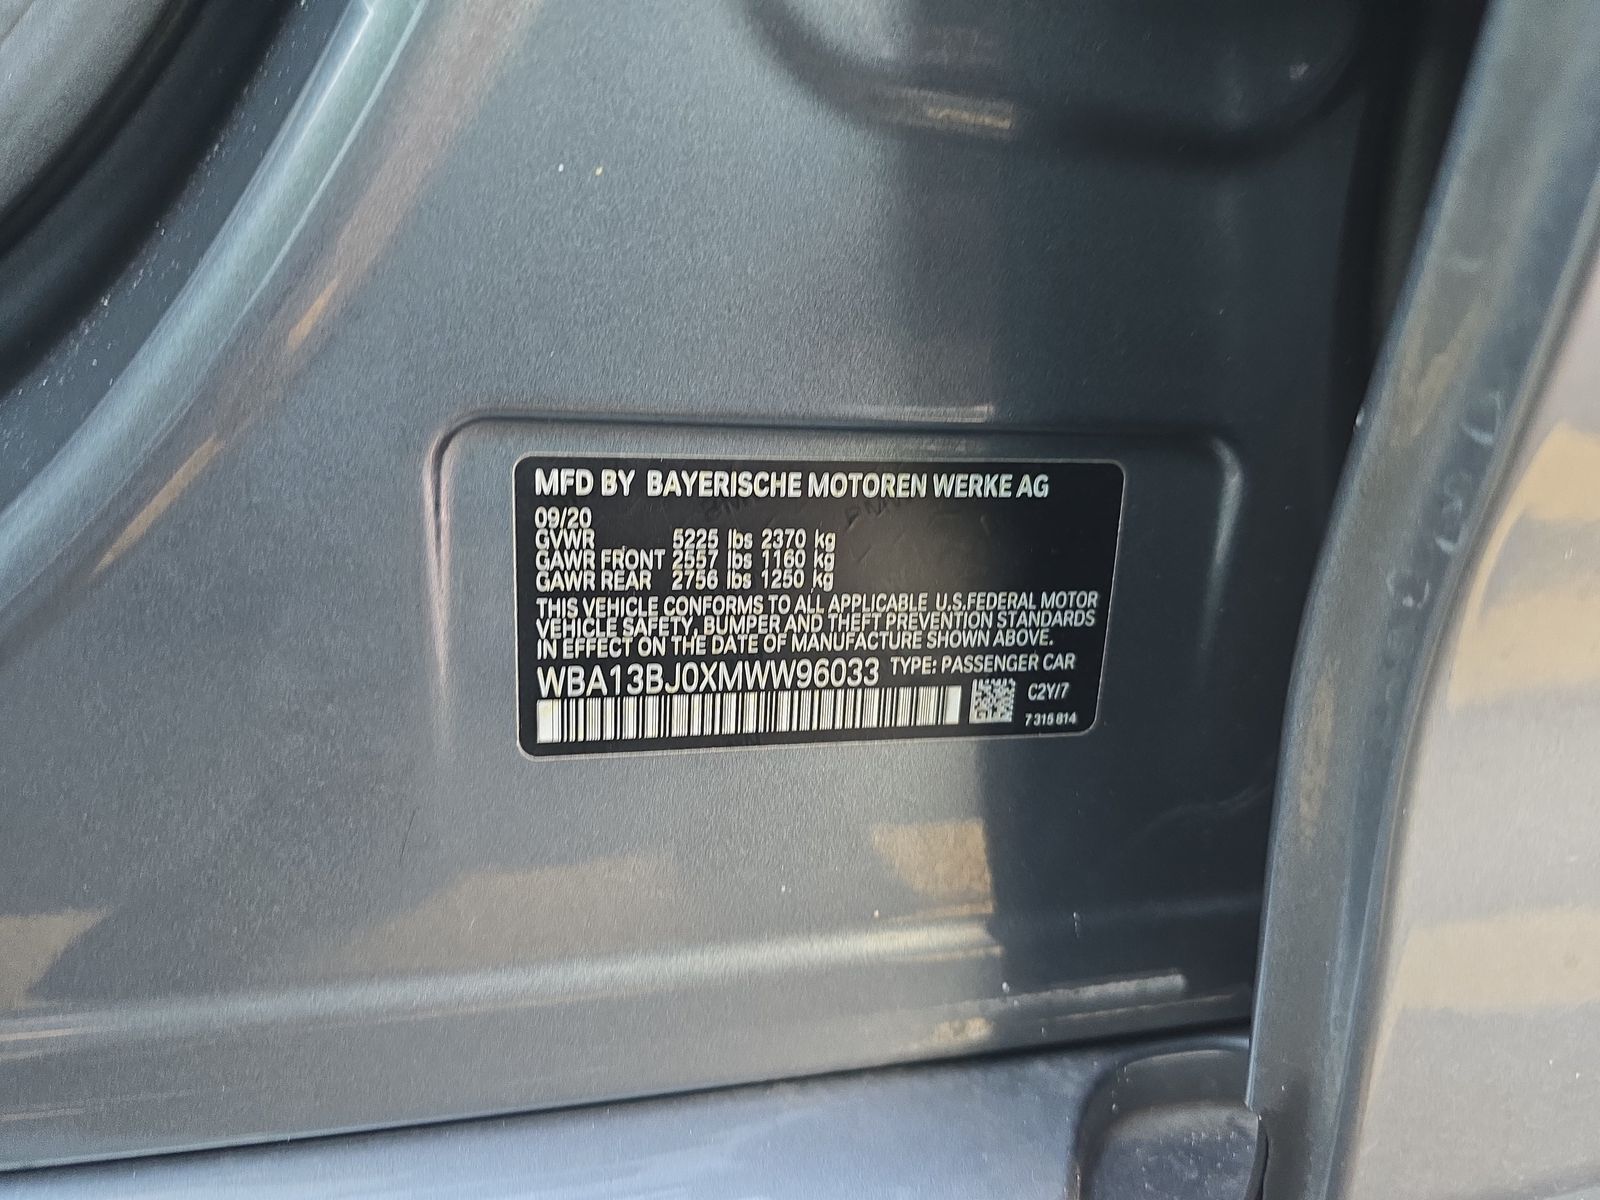 MFD BY BAYERISCHE MOTOREN WERKE AG
09/20
GVWR 5225 lbs 2370 kg
GAWR FRONT 2557 lbs 1160 kg
GAWR REAR 2756 lbs 1250 kg
THIS VEHICLE CONFORMS TO ALL APPLICABLE U.S.FEDERAL MOTOR
VEHICLE SAFETY, BUMPER AND THEFT PREVENTION STANDARDS
IN EFFECT ON THE DATE OF MANUFACTURE SHOWN ABOVE.
WBA13BJ0XMWW96033 TYPE: PASSENGER CAR
C2Y/7
7 315 814